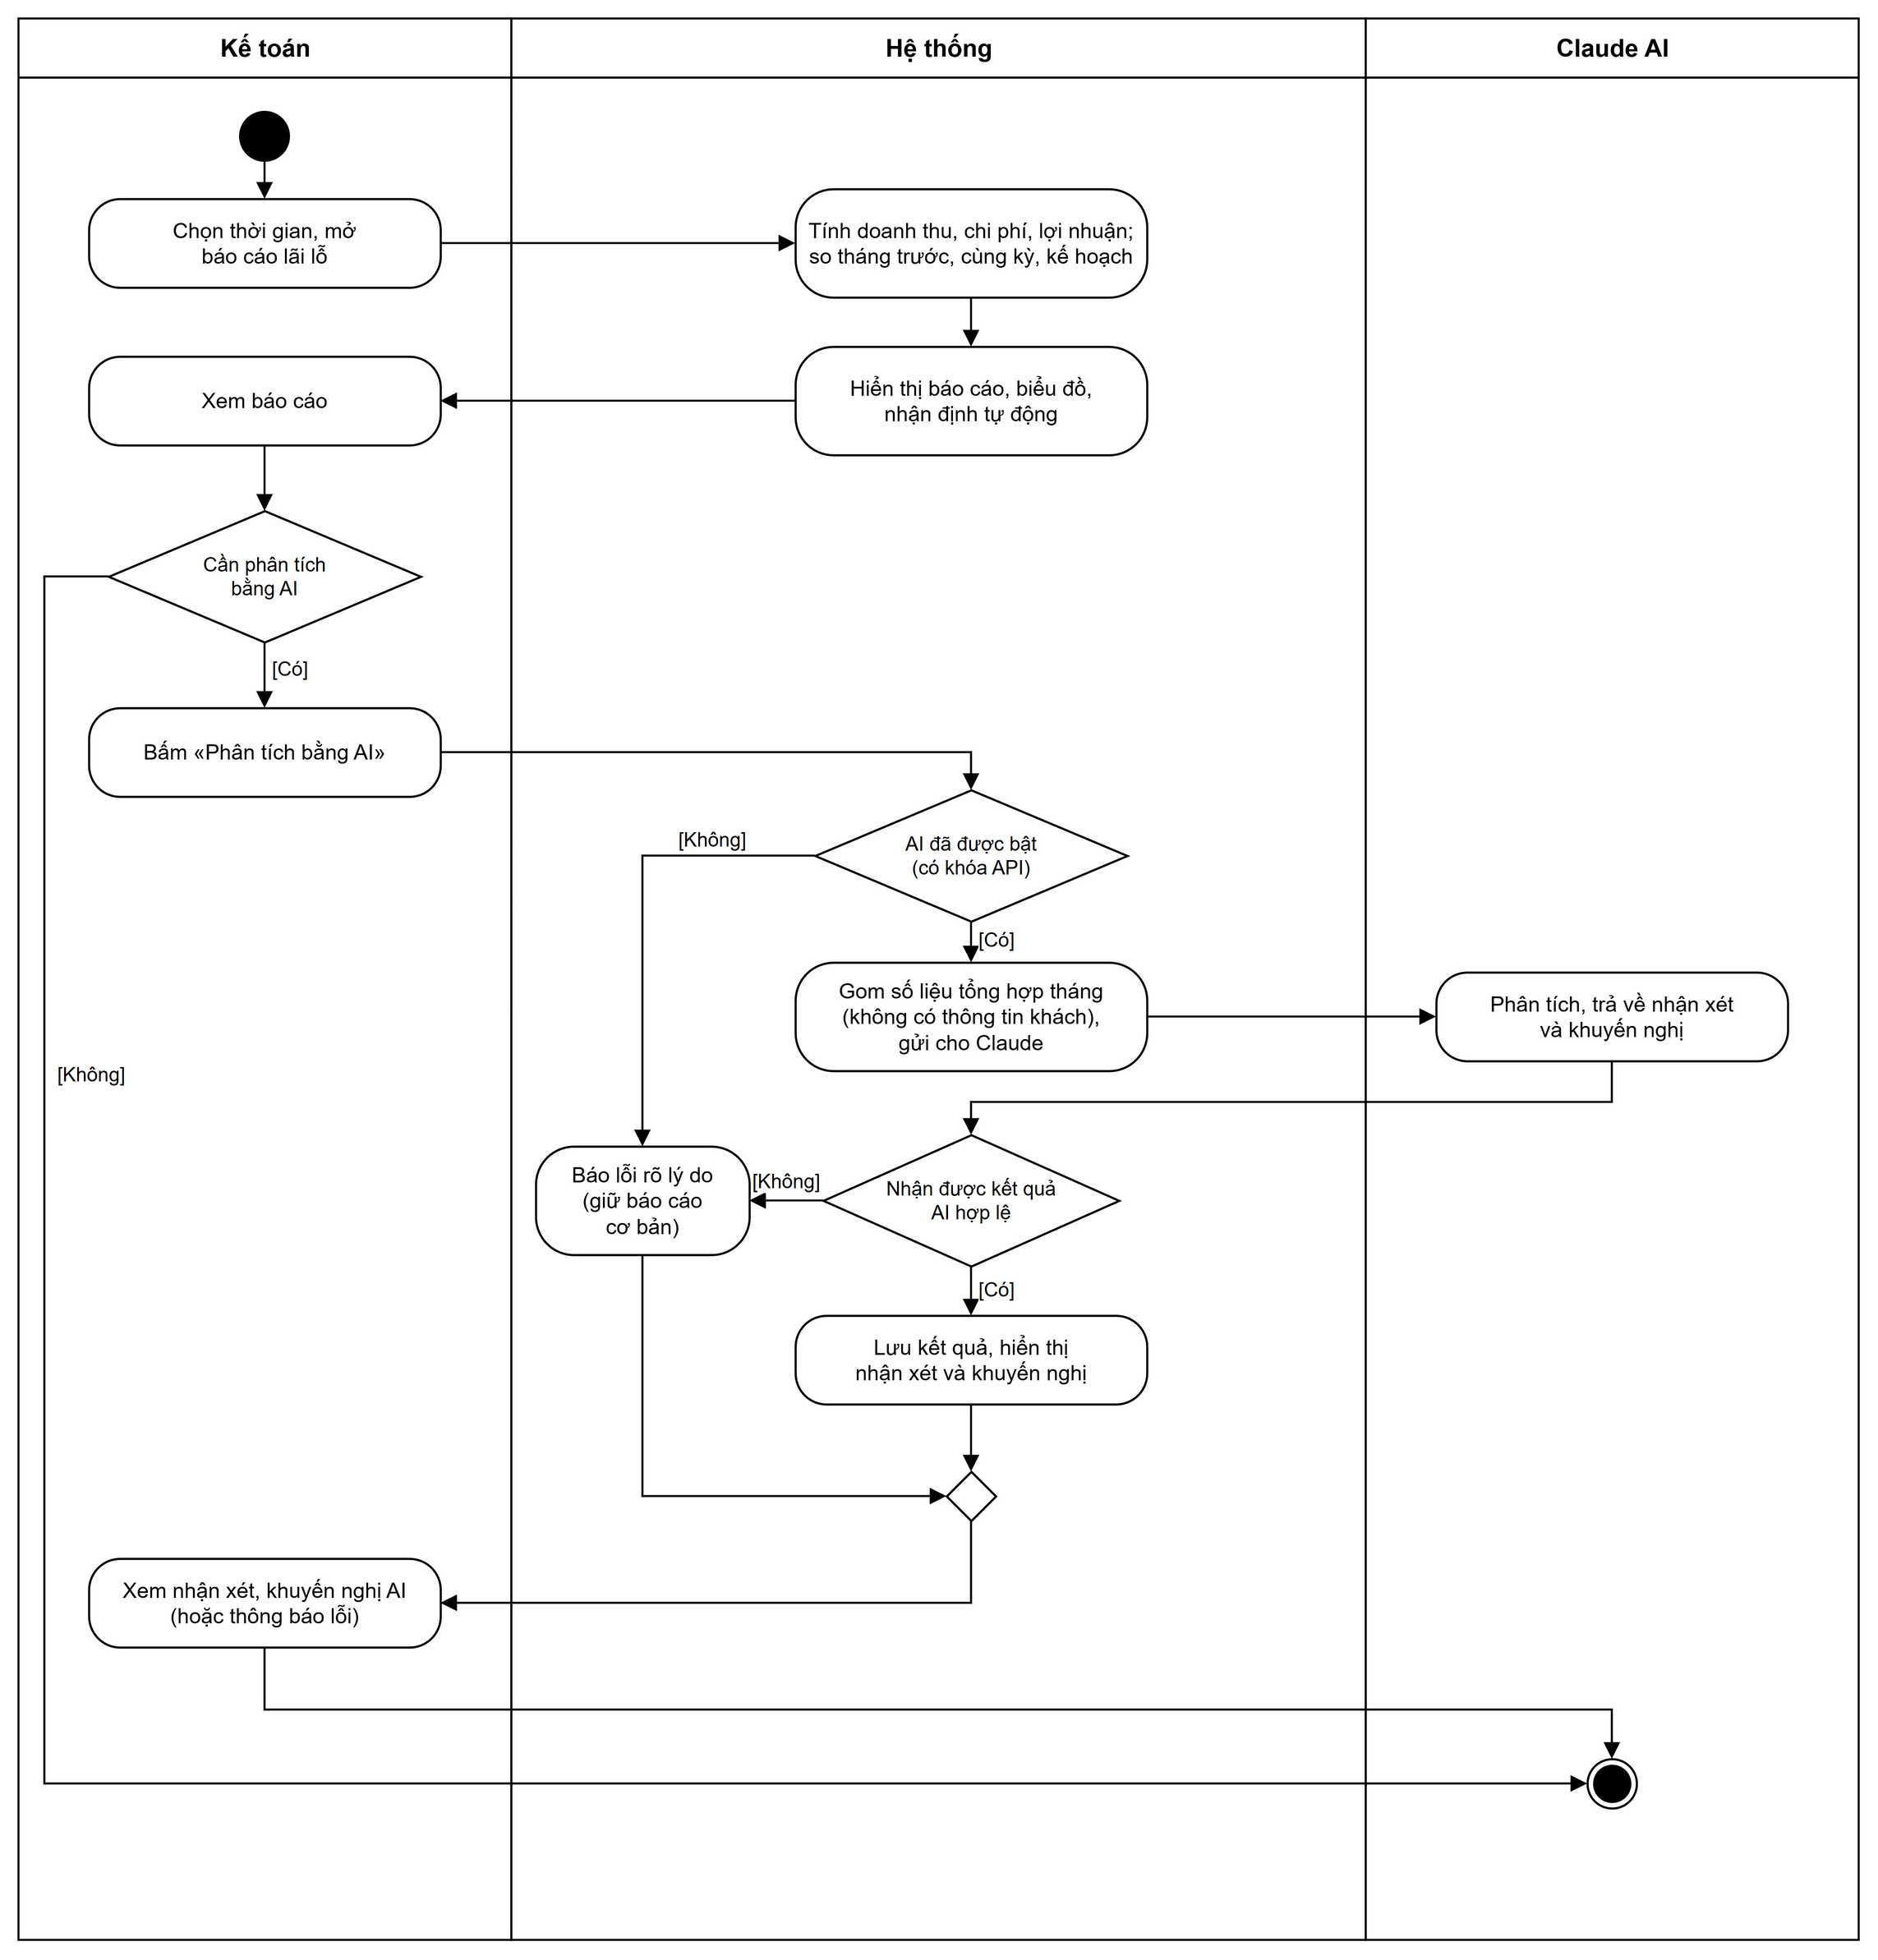 Kế toán
Hệ thống
Claude AI
Chọn thời gian, mở
báo cáo lãi lỗ
Tính doanh thu, chi phí, lợi nhuận;
so tháng trước, cùng kỳ, kế hoạch
Xem báo cáo
Hiển thị báo cáo, biểu đồ,
nhận định tự động
Cần phân tích
bằng AI
[Có]
Bấm «Phân tích bằng AI»
[Không]
AI đã được bật
(có khóa API)
[Có]
Gom số liệu tổng hợp tháng
(không có thông tin khách),
gửi cho Claude
Phân tích, trả về nhận xét
và khuyến nghị
[Không]
Báo lỗi rõ lý do
(giữ báo cáo
cơ bản)
[Không]
Nhận được kết quả
AI hợp lệ
[Có]
Lưu kết quả, hiển thị
nhận xét và khuyến nghị
Xem nhận xét, khuyến nghị AI
(hoặc thông báo lỗi)